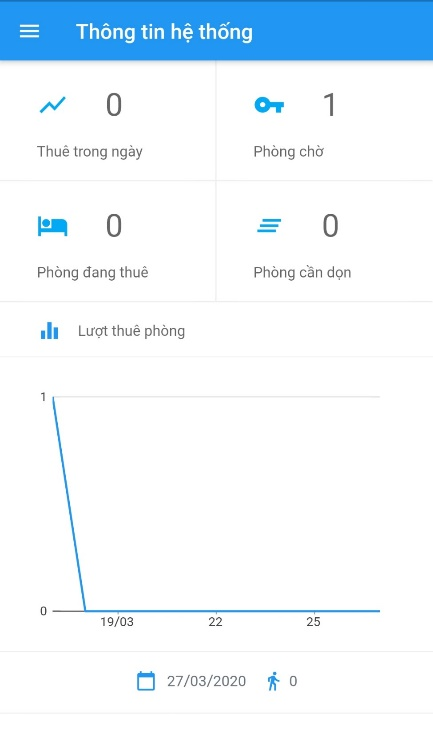 Thông tin hệ thống
0
1
Thuê trong ngày
Phòng chờ
0
0
Phòng đang thuê
Phòng cần dọn
Lượt thuê phòng
1
0
19/03 22 25
27/03/2020 0